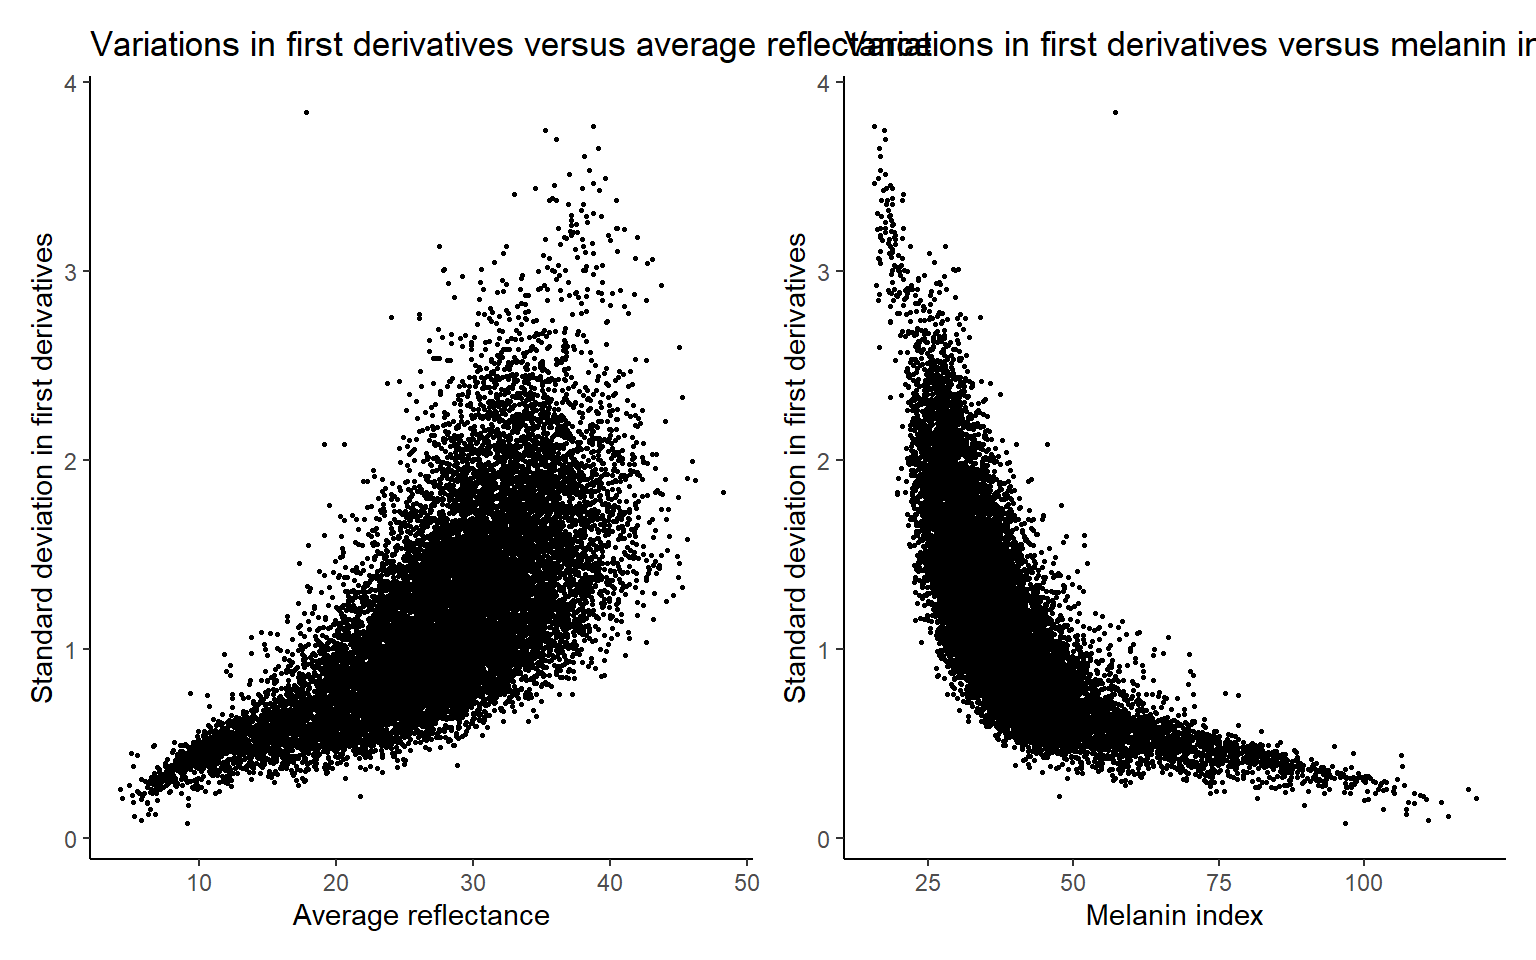 Variations in first derivatives versus average reflectance
Variations in first derivatives versus melanin in
Standard deviation in first derivatives
4
3
2
1
0
10 20 30 40 50
Average reflectance
Standard deviation in first derivatives
4
3
2
1
0
25 50 75 100
Melanin index